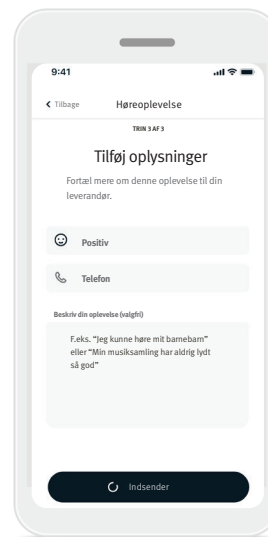 9:41
Tilbage
Høreoplevelse
TRIN 3 AF 3
Tilføj oplysninger
Fortæl mere om denne oplevelse til din
leverandør.
Positiv
Telefon
Beskriv din oplevelse (valgfri)
F.eks. “Jeg kunne høre mit barnebarn”
eller “Min musiksamling har aldrig lydt
så god”
Indsender